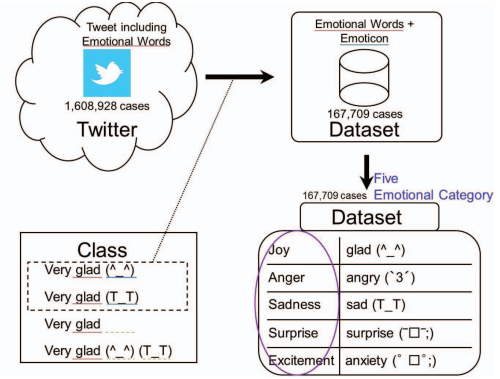 Tweet including
Emotional Words
1,608,928 cases
Twitter
Emotional Words +
Emoticon
167,709 cases
Dataset
Five
167,709 cases Emotional Category
Dataset
Joy glad (^_^)
Anger angry (`3´)
Sadness sad (T_T)
Surprise surprise (¯□¯;)
Excitement anxiety (° □°;)
Class
Very glad (^_^)
Very glad (T_T)
Very glad
Very glad (^_^) (T_T)